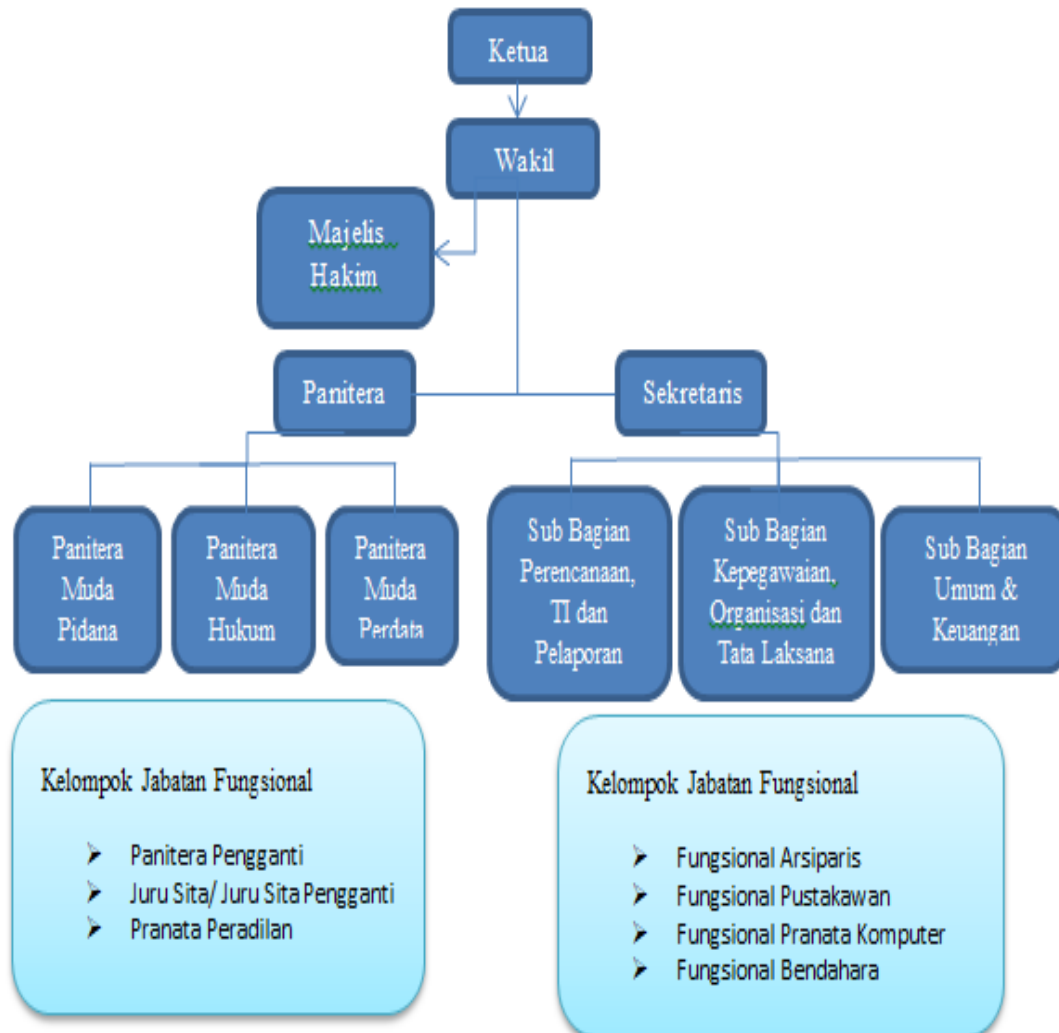 Ketua
Wakil
Majelis
Hakim
Panitera
Sekretaris
Panitera
Muda
Pidana
Panitera
Muda
Hukum
Panitera
Muda
Perdata
Sub Bagian
Perencanaan,
TI dan
Pelaporan
Sub Bagian
Kepegawaian,
Organisasi dan
Tata Laksana
Sub Bagian
Umum &
Keuangan
Kelompok Jabatan Fungsional
➤ Panitera Pengganti
➤ Juru Sita/ Juru Sita Pengganti
➤ Pranata Peradilan
Kelompok Jabatan Fungsional
➤ Fungsional Arsiparis
➤ Fungsional Pustakawan
➤ Fungsional Pranata Komputer
➤ Fungsional Bendahara